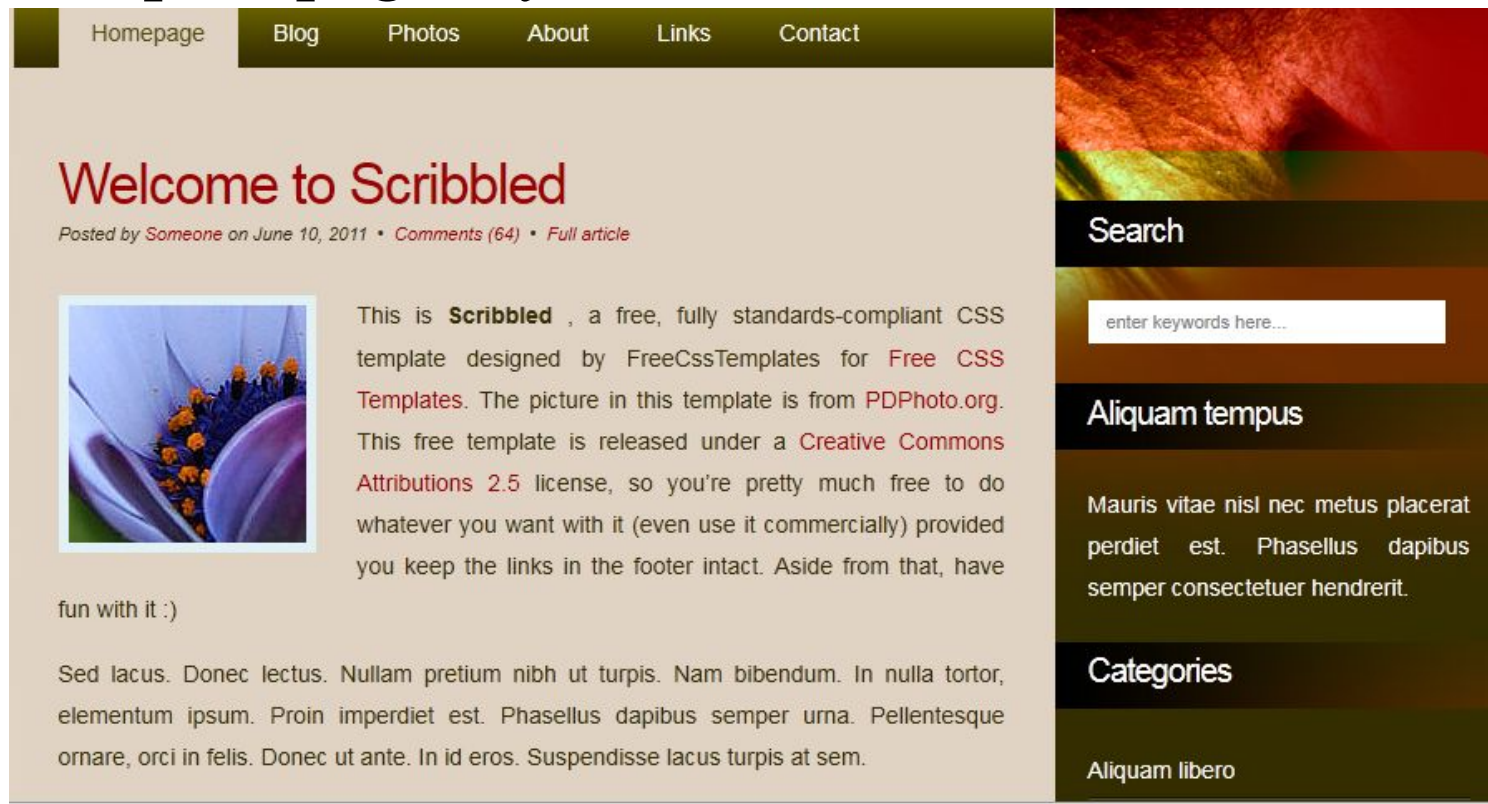 Homepage Blog Photos About Links Contact
Welcome to Scribbled
Posted by Someone on June 10, 2011 • Comments (64) • Full article
This is Scribbled , a free, fully standards-compliant CSS
template designed by FreeCssTemplates for Free CSS
Templates. The picture in this template is from PDPhoto.org.
This free template is released under a Creative Commons
Attributions 2.5 license, so you're pretty much free to do
whatever you want with it (even use it commercially) provided
you keep the links in the footer intact. Aside from that, have
fun with it :)
Sed lacus. Donec lectus. Nullam pretium nibh ut turpis. Nam bibendum. In nulla tortor,
elementum ipsum. Proin imperdiet est. Phasellus dapibus semper urna. Pellentesque
ornare, orci in felis. Donec ut ante. In id eros. Suspendisse lacus turpis at sem.
Search
enter keywords here...
Aliquam tempus
Mauris vitae nisl nec metus placerat
perdiet est. Phasellus dapibus
semper consectetuer hendrerit.
Categories
Aliquam libero